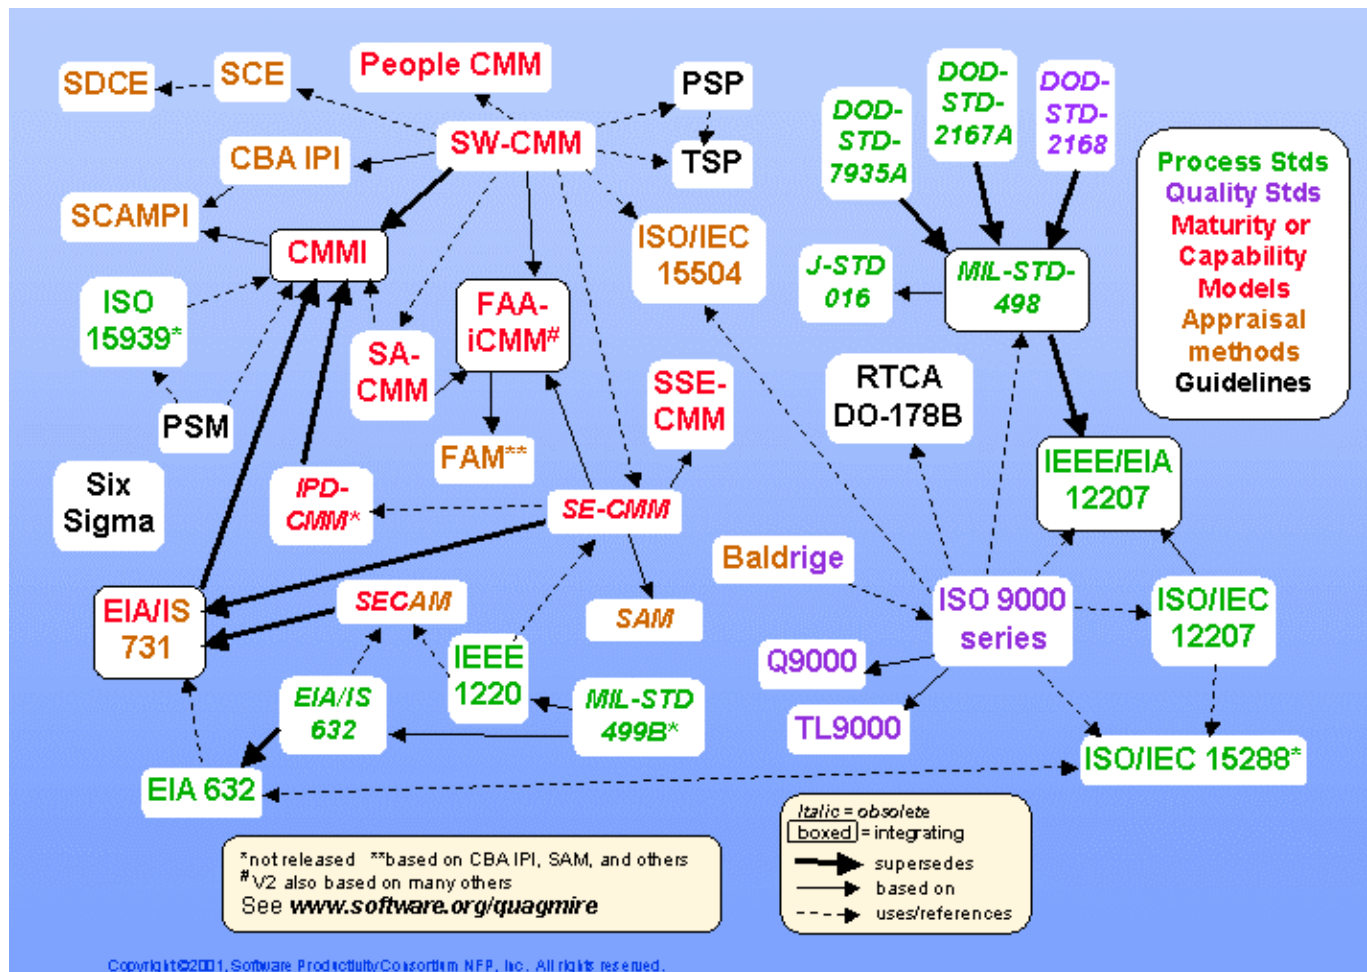 SDCE
SCE
People CMM
PSP
SW-CMM
TSP
CBA IPI
SCAMPI
CMMI
ISO
15939*
PSM
SA-
CMM
FAA-
iCMM#
FAM**
ISO/IEC
15504
SSE-
CMM
Six
Sigma
IPD-
CMM*
SE-CMM
EIA/IS
731
SECAM
SAM
IEEE
1220
EIA/IS
632
MIL-STD
499B*
EIA 632
DOD-
STD-
7935A
DOD-
STD-
2167A
DOD-
STD-
2168
J-STD
016
MIL-STD-
498
RTCA
DO-178B
IEEE/EIA
12207
Baldrige
ISO 9000
series
ISO/IEC
12207
Q9000
TL9000
ISO/IEC 15288*
Process Stds
Quality Stds
Maturity or
Capability
Models
Appraisal
methods
Guidelines
Italic = obsolete
boxed = integrating
supersedes
based on
uses/references
*not released **based on CBA IPI, SAM, and others
#V2 also based on many others
See www.software.org/quagmire
Copyright©2001, Software Productivity Consortium NFP, Inc. All rights reserved.